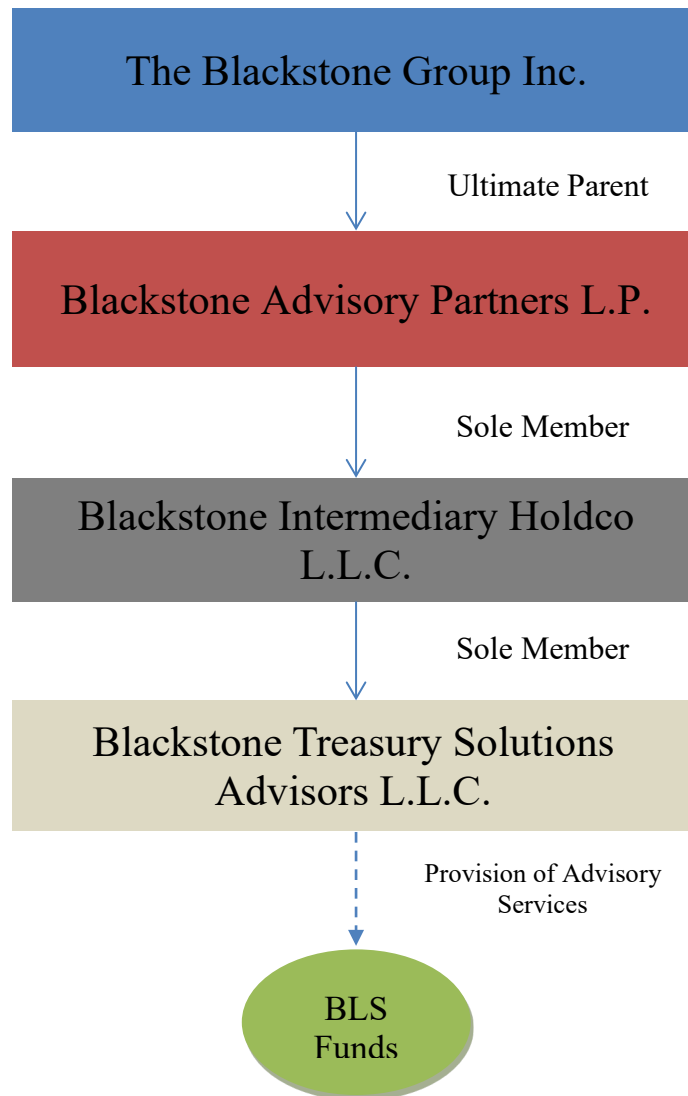 The Blackstone Group Inc.
Ultimate Parent
Blackstone Advisory Partners L.P.
Sole Member
Blackstone Intermediary Holdco
L.L.C.
Sole Member
Blackstone Treasury Solutions
Advisors L.L.C.
Provision of Advisory
Services
BLS
Funds